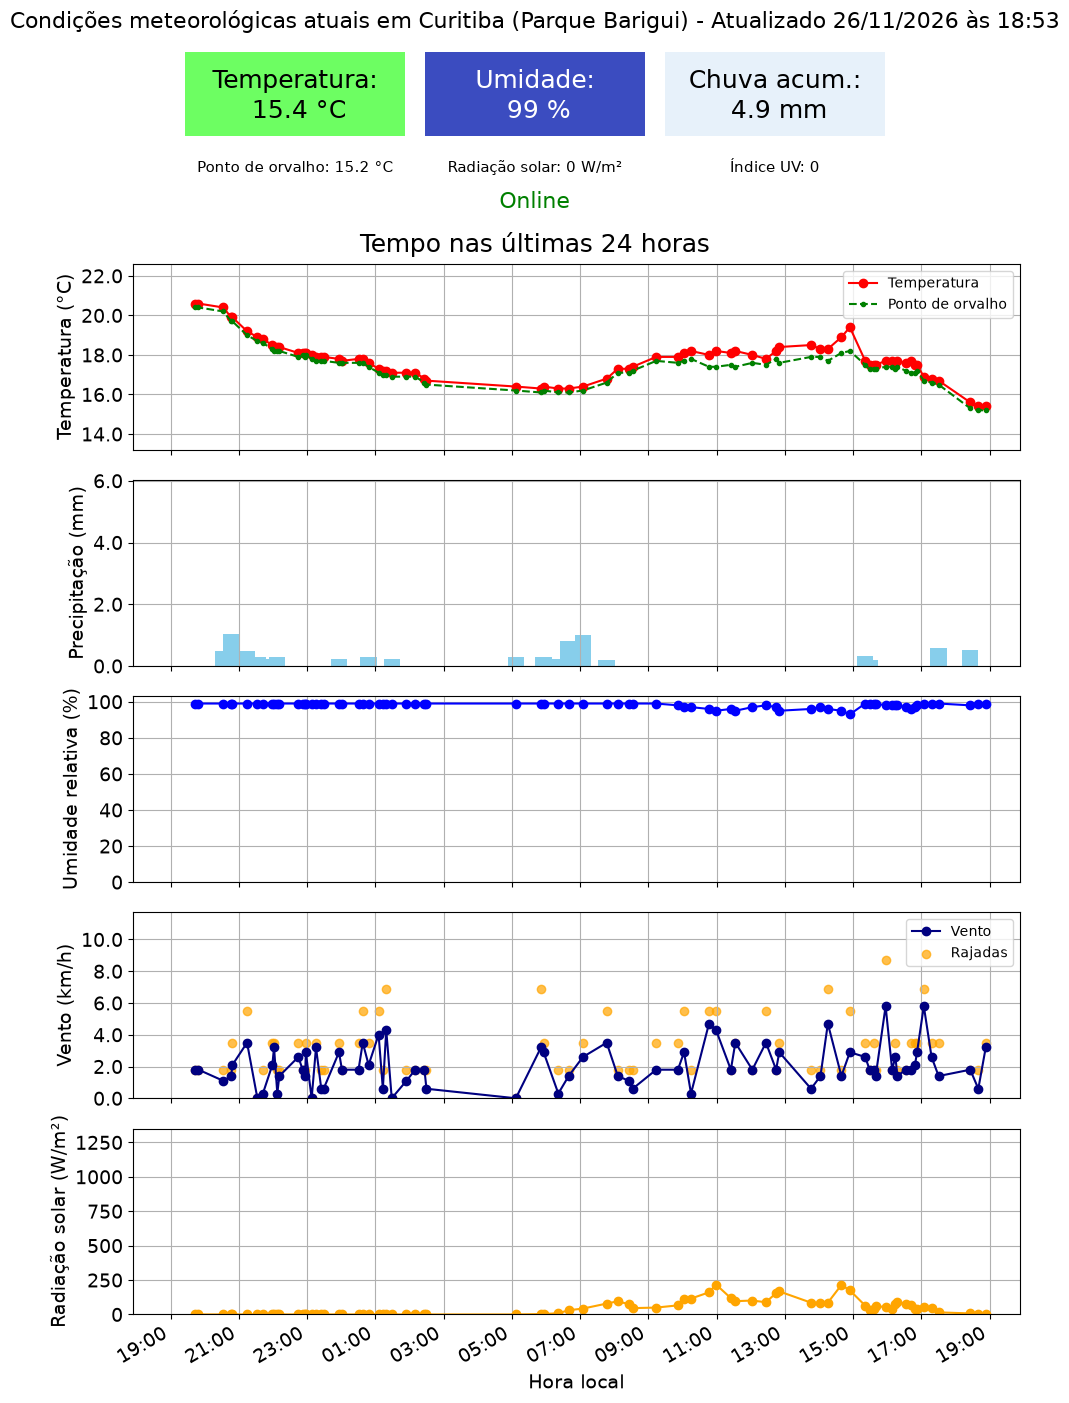 Condições meteorológicas atuais em Curitiba (Parque Barigui) - Atualizado 26/11/2026 às 18:53
Temperatura:
15.4 °C
Umidade:
99 %
Chuva acum.:
4.9 mm
Ponto de orvalho: 15.2 °C
Radiação solar: 0 W/m²
Índice UV: 0
Online
Tempo nas últimas 24 horas
Temperatura (°C)
22.0
20.0
18.0
16.0
14.0
Temperatura
Ponto de orvalho
Precipitação (mm)
6.0
4.0
2.0
0.0
Umidade relativa (%)
100
80
60
40
20
0
Vento (km/h)
10.0
8.0
6.0
4.0
2.0
0.0
Vento
Rajadas
Radiação solar (W/m²)
1250
1000
750
500
250
0
19:00
21:00
23:00
01:00
03:00
05:00
07:00
09:00
11:00
13:00
15:00
17:00
19:00
Hora local